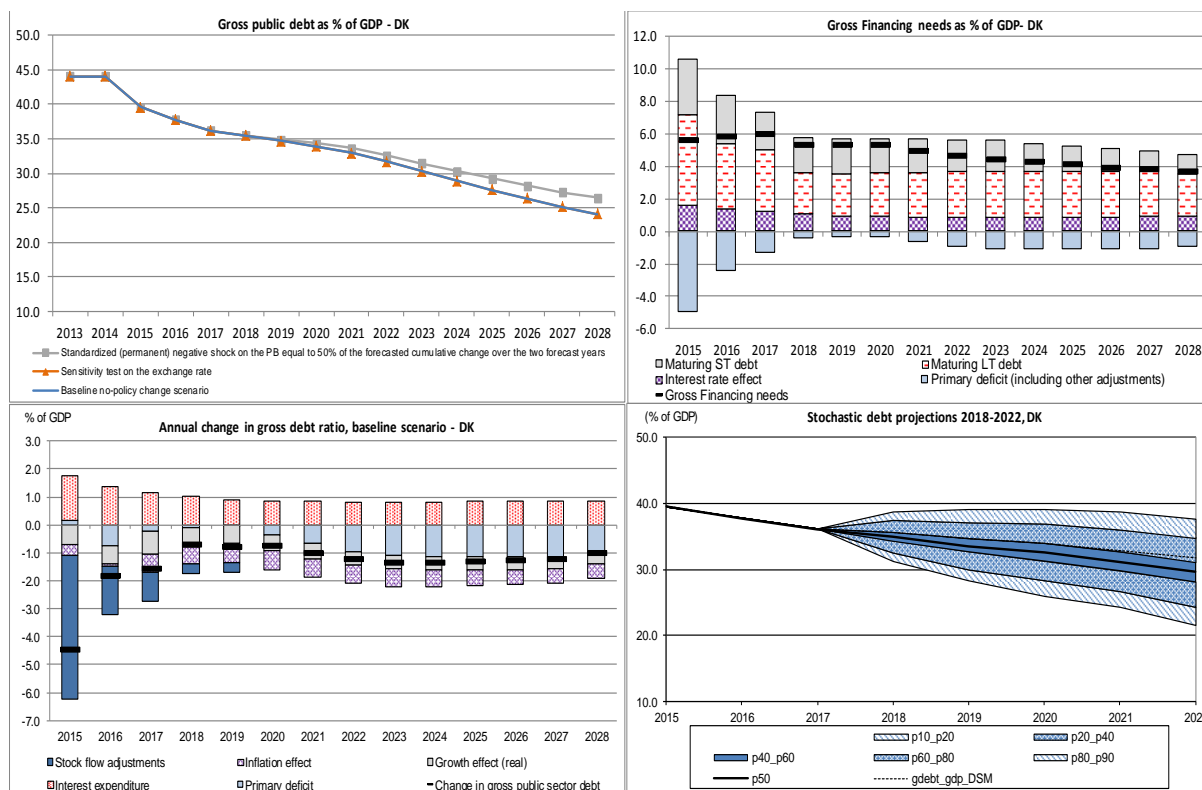 Gross public debt as % of GDP - DK
50.0
45.0
40.0
35.0
30.0
25.0
20.0
15.0
10.0
2013 2014 2015 2016 2017 2018 2019 2020 2021 2022 2023 2024 2025 2026 2027 2028
Standardized (permanent) negative shock on the PB equal to 50% of the forecasted cumulative change over the two forecast years
Sensitivity test on the exchange rate
Baseline no-policy change scenario
Gross Financing needs as % of GDP- DK
12.0
10.0
8.0
6.0
4.0
2.0
0.0
-2.0
-4.0
-6.0
2015 2016 2017 2018 2019 2020 2021 2022 2023 2024 2025 2026 2027 2028
Maturing ST debt
Maturing LT debt
Interest rate effect
Primary deficit (including other adjustments)
Gross Financing needs
% of GDP
Annual change in gross debt ratio, baseline scenario - DK
3.0
2.0
1.0
0.0
-1.0
-2.0
-3.0
-4.0
-5.0
-6.0
-7.0
2015 2016 2017 2018 2019 2020 2021 2022 2023 2024 2025 2026 2027 2028
Stock flow adjustments
Inflation effect
Growth effect (real)
Interest expenditure
Primary deficit
Change in gross public sector debt
(% of GDP)
Stochastic debt projections 2018-2022, DK
50.0
40.0
30.0
20.0
10.0
2015 2016 2017 2018 2019 2020 2021 202
p10_p20
p20_p40
p40_p60
p60_p80
p80_p90
p50
gdebt_gdp_DSM